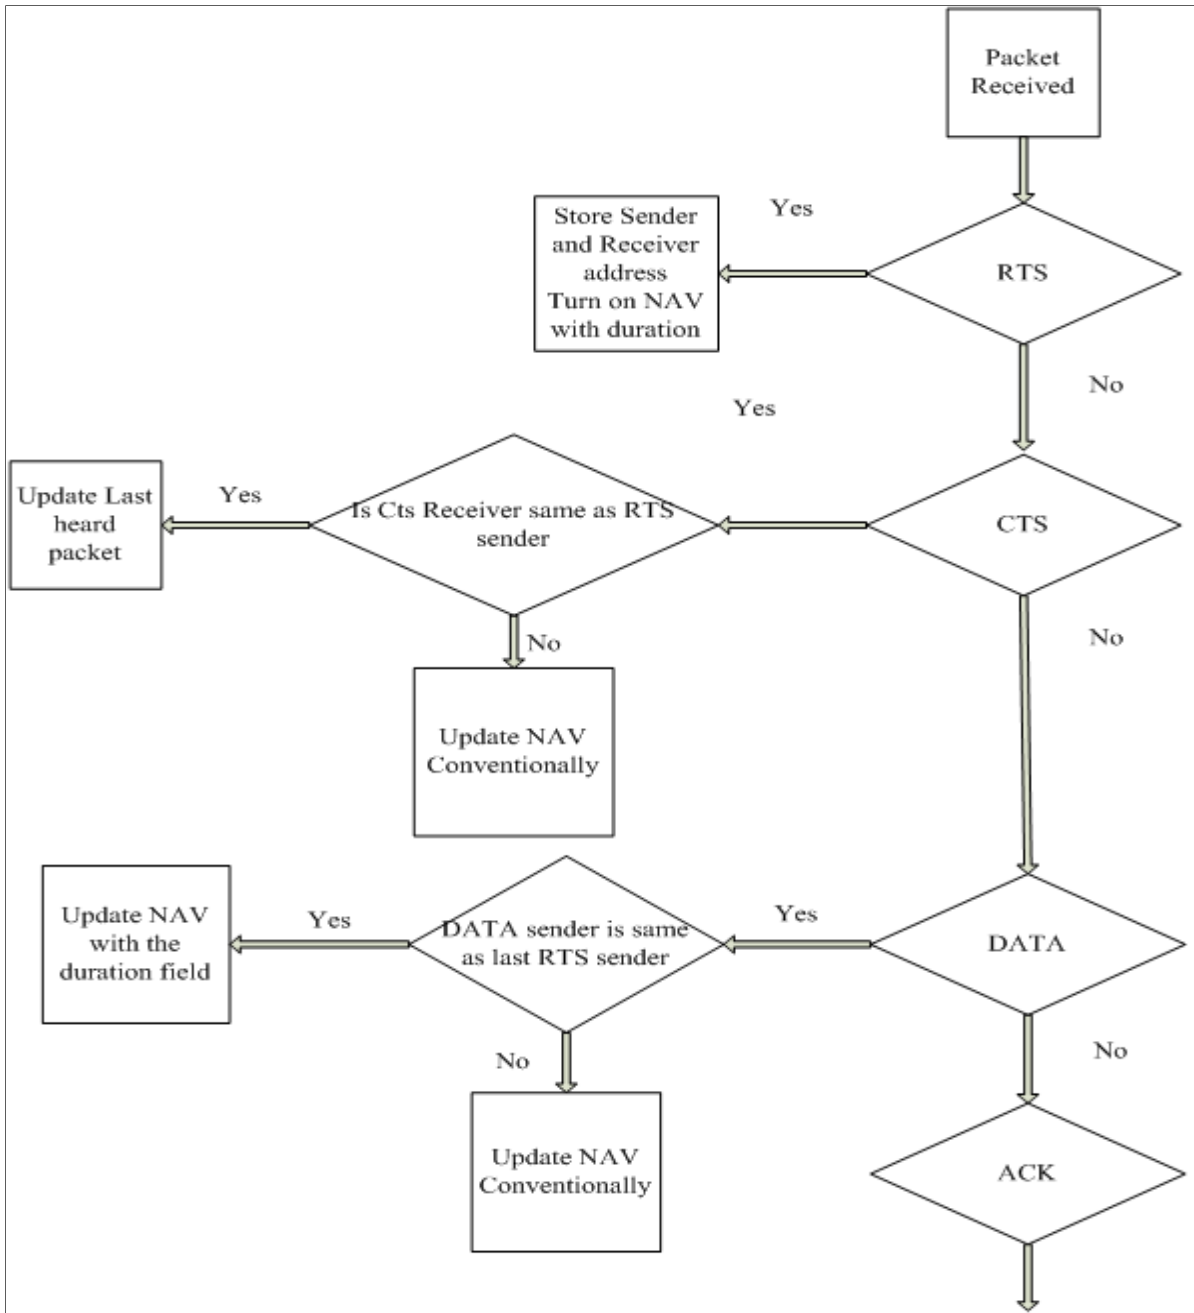 Packet
Received
Yes
Store Sender
and Receiver
address
Turn on NAV
with duration
RTS
No
Yes
Update Last
heard
packet
Yes
Is Cts Receiver same as RTS
sender
CTS
No
No
Update NAV
Conventionally
Update NAV
with the
duration field
Yes
DATA sender is same
as last RTS sender
Yes
DATA
No
No
Update NAV
Conventionally
ACK